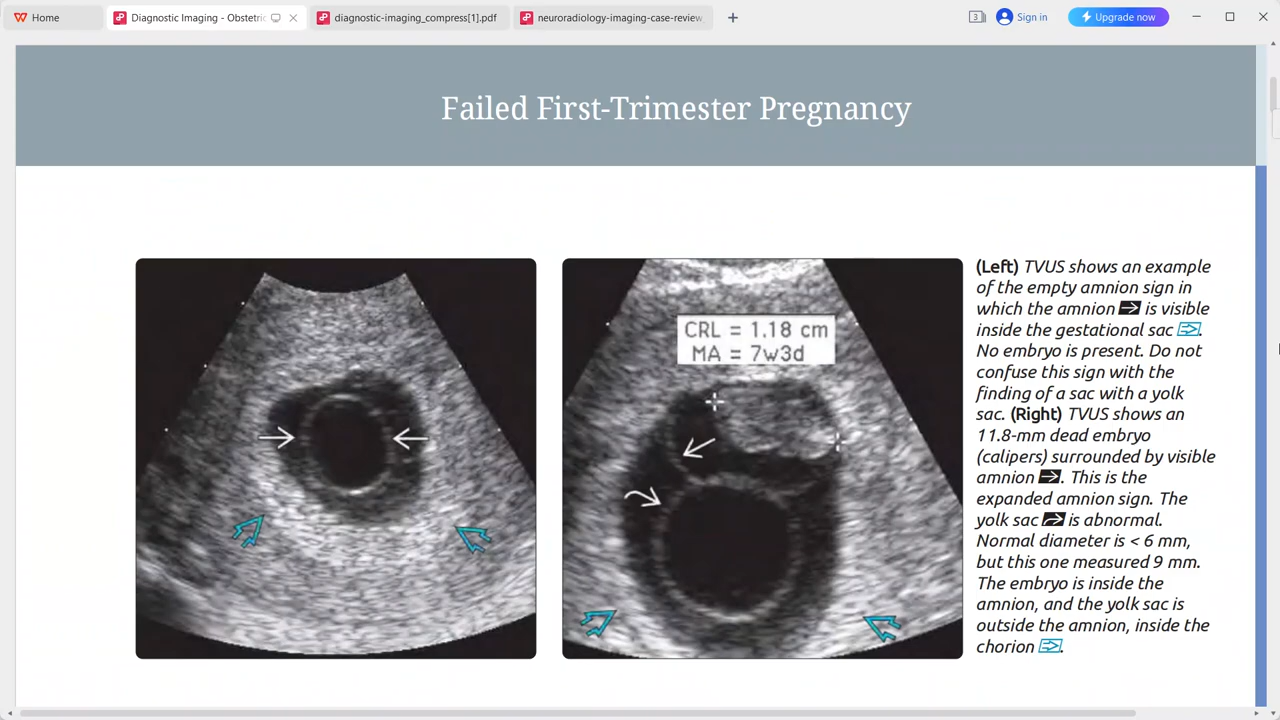 Home
Diagnostic Imaging - Obstetric
diagnostic-imaging_compress[1].pdf
neuroradiology-imaging-case-review
3
Sign in
Upgrade now
Failed First-Trimester Pregnancy
CRL = 1.18 cm
MA = 7w3d
(Left) TVUS shows an example
of the empty amnion sign in
which the amnion is visible
inside the gestational sac .
No embryo is present. Do not
confuse this sign with the
finding of a sac with a yolk
sac. (Right) TVUS shows an
11.8-mm dead embryo
(calipers) surrounded by visible
amnion . This is the
expanded amnion sign. The
yolk sac is abnormal.
Normal diameter is < 6 mm,
but this one measured 9 mm.
The embryo is inside the
amnion, and the yolk sac is
outside the amnion, inside the
chorion .